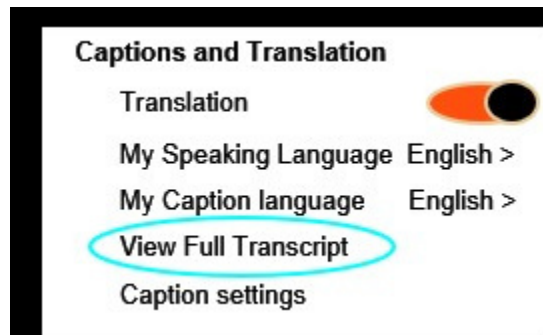 Captions and Translation
Translation
My Speaking Language English >
My Caption language English >
View Full Transcript
Caption settings